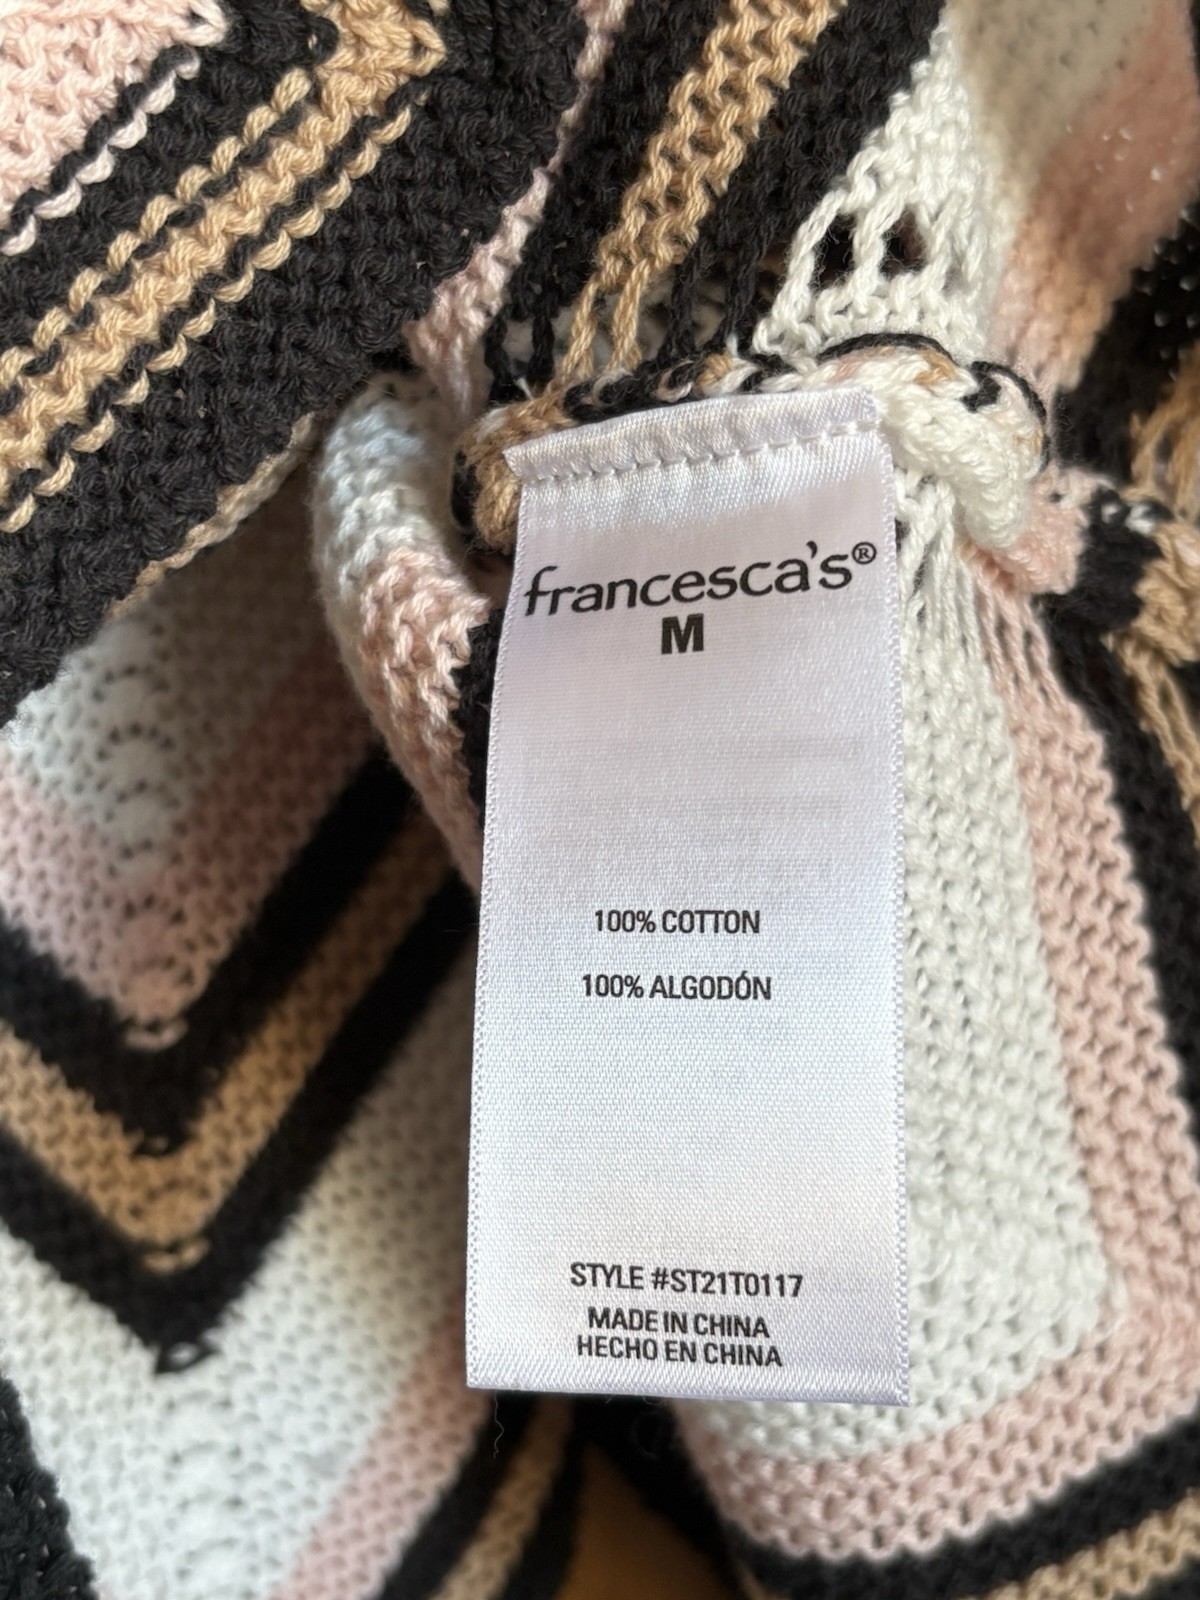 francesca's®
M
100% COTTON
100% ALGODÓN
STYLE #ST21T0117
MADE IN CHINA
HECHO EN CHINA